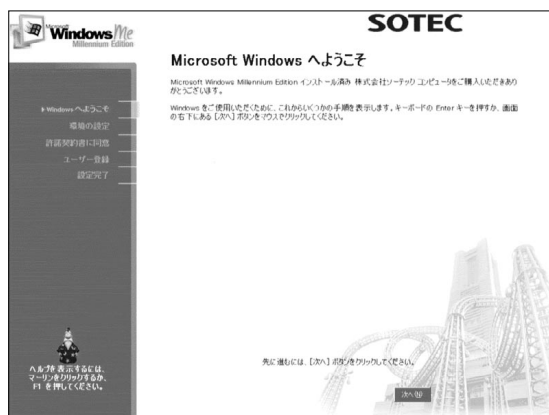 Microsoft
Windows Me
Millennium Edition
SOTEC
Microsoft Windows へようこそ
Microsoft Windows Millennium Edition インストール済み 株式会社ソーテック コンピュータをご購入いただきあり
がとうございます。
Windows をご使用いただくために、これからいくつかの手順を表示します。キーボードの Enter キーを押すか、画面
の右下にある [次へ] ボタンをマウスでクリックしてください。
Windows へようこそ
環境の設定
許諾契約書に同意
ユーザー登録
設定完了
ヘルプを表示するには、
マーリンをクリックするか、
F1 を押してください。
先に進むには、[次へ] ボタンをクリックしてください。
次へ(N)